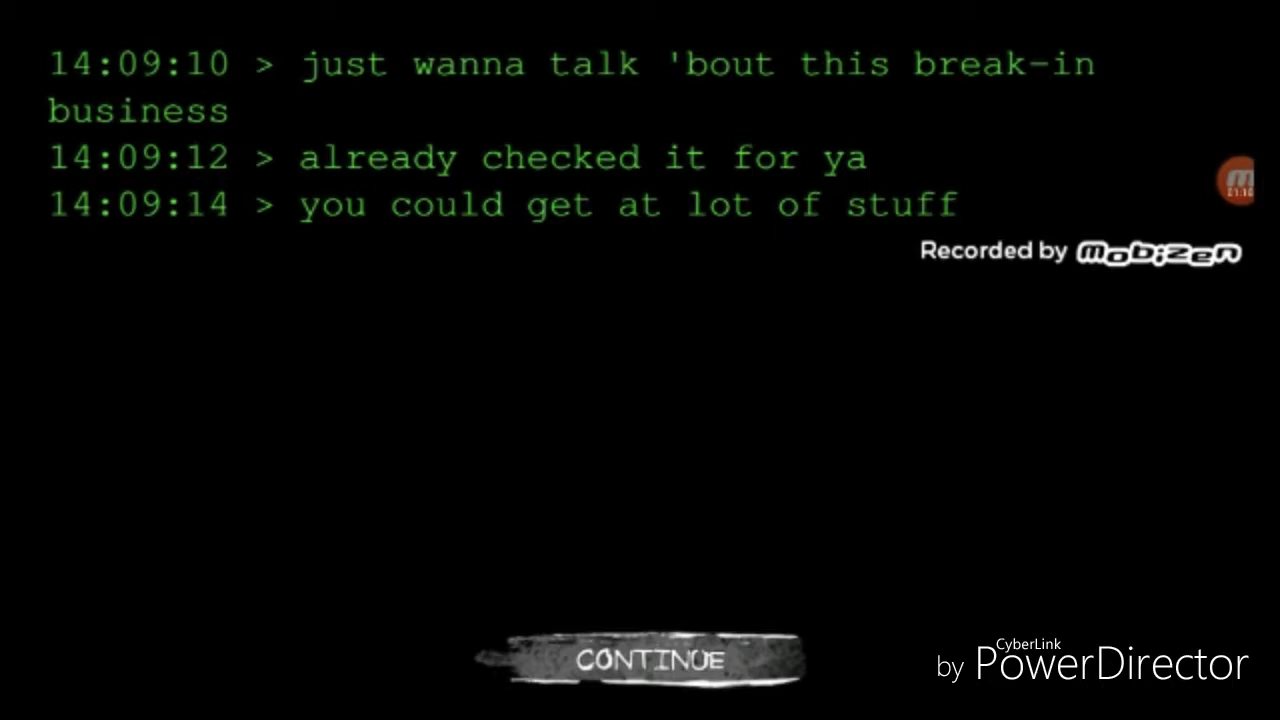 14:09:10 > just wanna talk 'bout this break-in
business
14:09:12 > already checked it for ya
14:09:14 > you could get at lot of stuff
Recorded by mobizen
CONTINUE
CyberLink
by PowerDirector